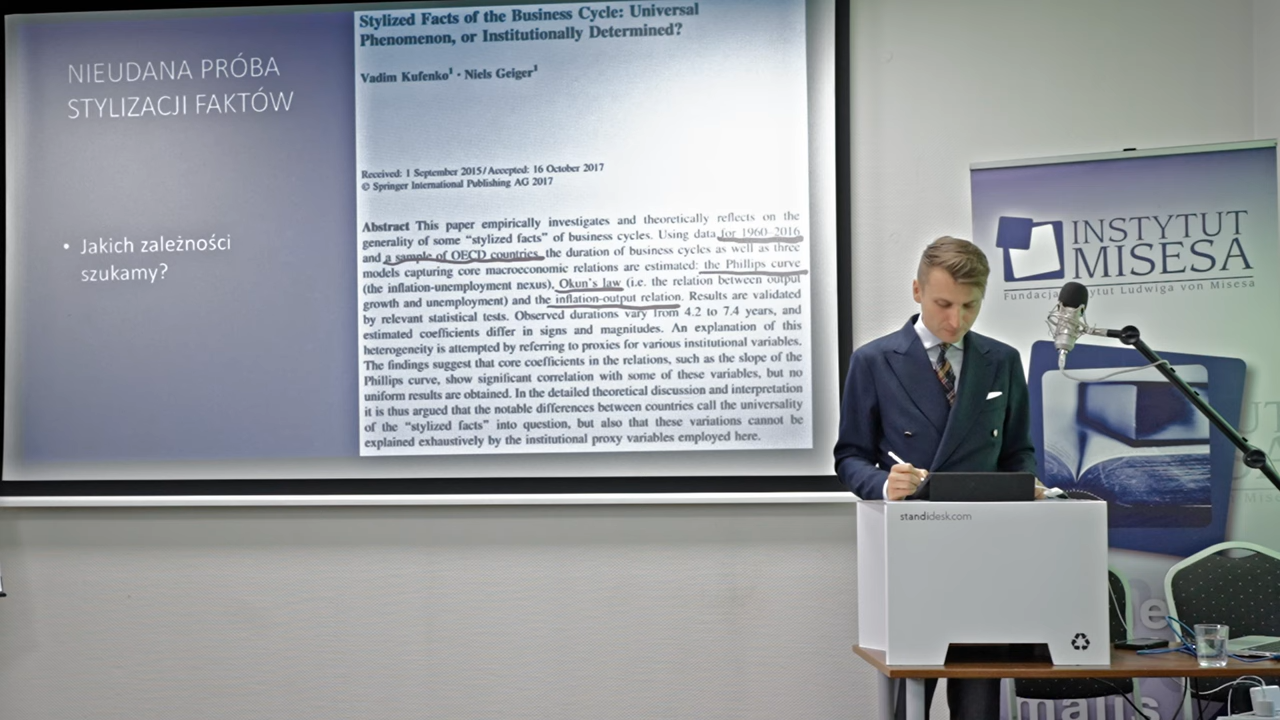 NIEUDANA PRÓBA
STYLIZACJI FAKTÓW
• Jakich zależności
szukamy?
Stylized Facts of the Business Cycle: Universal
Phenomenon, or Institutionally Determined?
Vadim Kufenko¹ · Niels Geiger¹
Received: 1 September 2015 / Accepted: 16 October 2017
© Springer International Publishing AG 2017
Abstract This paper empirically investigates and theoretically reflects on the
generality of some “stylized facts” of business cycles. Using data for 1960–2016
and a sample of OECD countries, the duration of business cycles as well as three
models capturing core macroeconomic relations are estimated: the Phillips curve
(the inflation-unemployment nexus), Okun's law (i.e. the relation between output
growth and unemployment) and the inflation-output relation. Results are validated
by relevant statistical tests. Observed durations vary from 4.2 to 7.4 years, and
estimated coefficients differ in signs and magnitudes. An explanation of this
heterogeneity is attempted by referring to proxies for various institutional variables.
The findings suggest that core coefficients in the relations, such as the slope of the
Phillips curve, show significant correlation with some of these variables, but no
uniform results are obtained. In the detailed theoretical discussion and interpretation
it is thus argued that the notable differences between countries call the universality
of the “stylized facts” into question, but also that these variations cannot be
explained exhaustively by the institutional proxy variables employed here.
INSTYTUT
MISESA
Fundacja Instytut Ludwiga von Misesa
standidesk.com